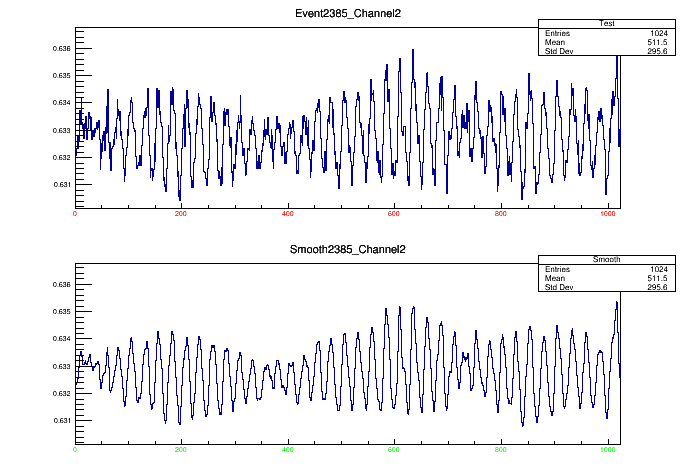 Event2385_Channel2
Test
Entries 1024
Mean 511.5
Std Dev 295.6
0.636
0.635
0.634
0.633
0.632
0.631
0 200 400 600 800 1000
Smooth2385_Channel2
Smooth
Entries 1024
Mean 511.5
Std Dev 295.6
0.636
0.635
0.634
0.633
0.632
0.631
0 200 400 600 800 1000